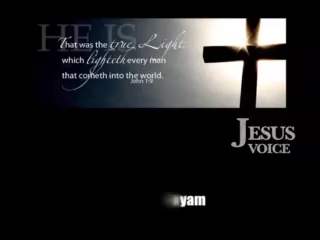 HE IS
That was the true Light,
which lighteth every man
that cometh into the world.
John 1:9
JESUS
VOICE
yam